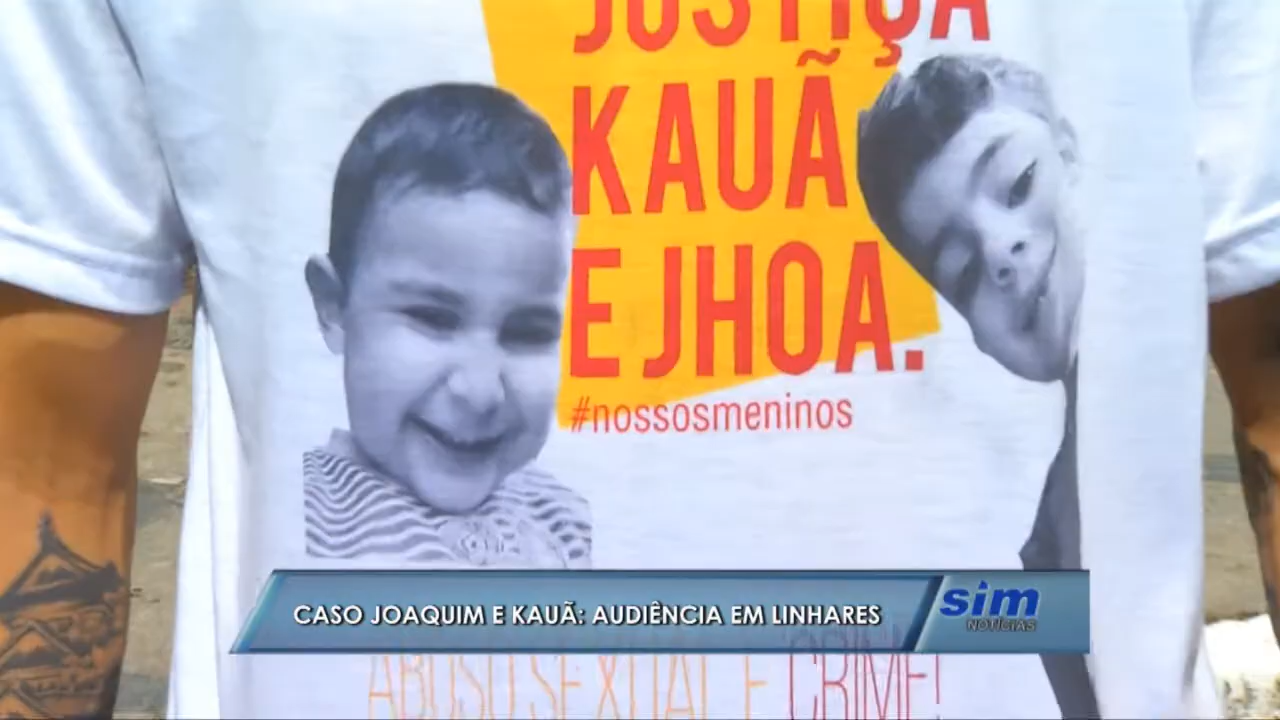 JUSTIÇA
KAUÃ
E JHOA.
#nossosmeninos
CASO JOAQUIM E KAUÃ: AUDIÊNCIA EM LINHARES
sim
NOTÍCIAS
ABUSO SEXUAL É CRIME!